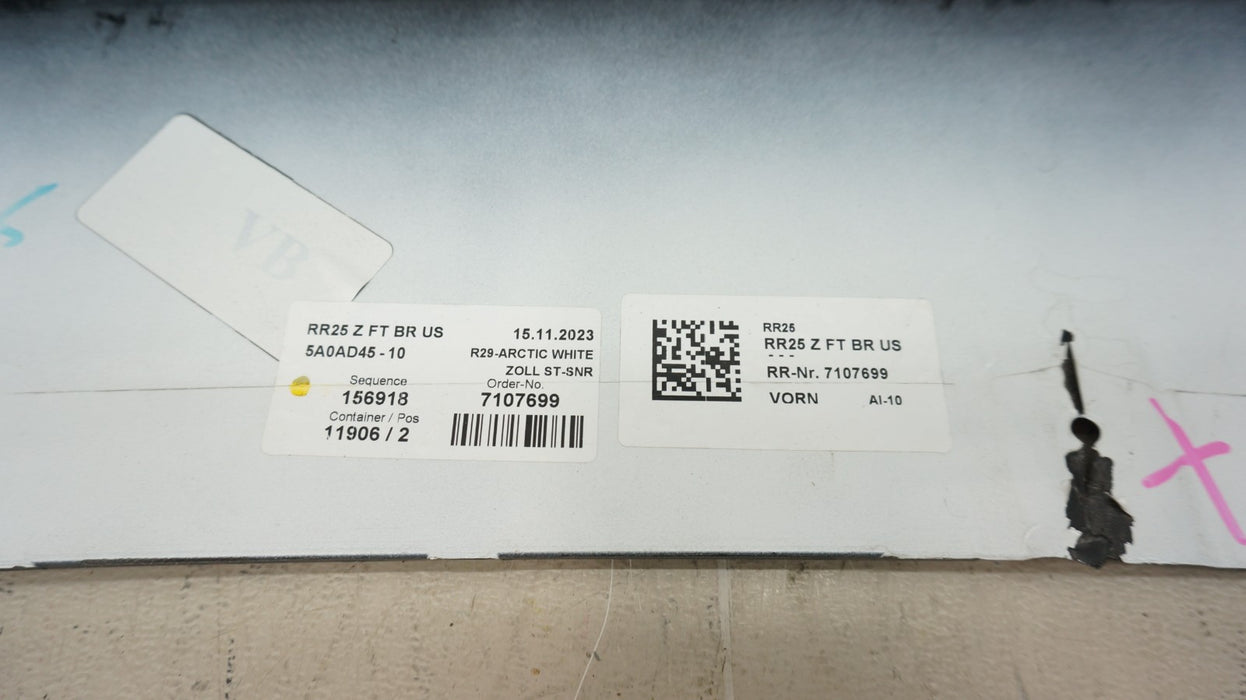 VB
RR25 Z FT BR US
15.11.2023
5A0AD45 - 10
R29-ARCTIC WHITE
ZOLL ST-SNR
Sequence
Order-No.
156918
7107699
Container / Pos
11906 / 2
RR25
RR25 Z FT BR US
- - -
RR-Nr. 7107699
VORN
AI-10